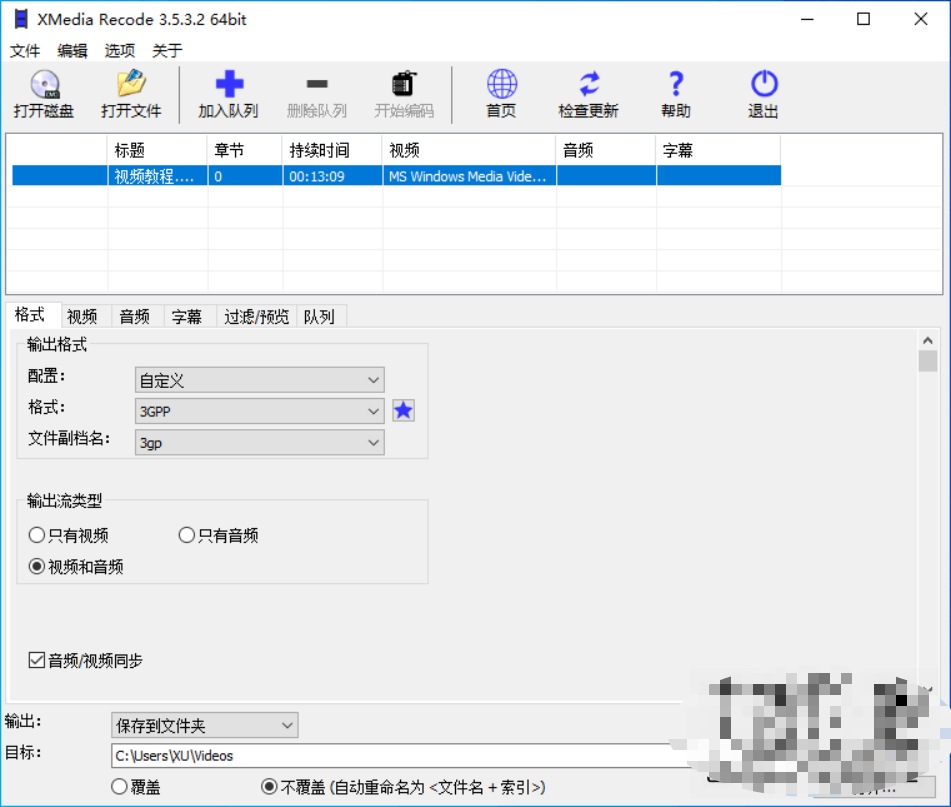 XMedia Recode 3.5.3.2 64bit
文件 编辑 选项 关于
打开磁盘 打开文件 加入队列 删除队列 开始编码 首页 检查更新 帮助 退出
标题 章节 持续时间 视频 音频 字幕
视频教程.... 0 00:13:09 MS Windows Media Vide...
格式 视频 音频 字幕 过滤/预览 队列
输出格式
配置: 自定义
格式: 3GPP
文件副档名: 3gp
输出流类型
只有视频 只有音频
视频和音频
音频/视频同步
输出: 保存到文件夹
目标: C:\Users\XU\Videos
覆盖 不覆盖 (自动重命名为 <文件名 + 索引>)